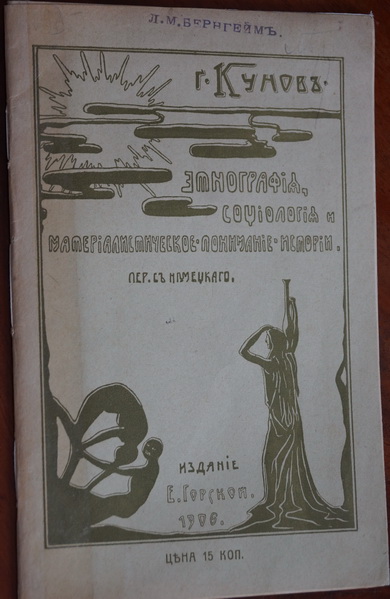 Л.М.БЕРНГЕЙМЪ.
Г. КУНОВЪ.
ЭТНОГРАФІЯ,
СОЦІОЛОГІЯ И
МАТЕРІАЛИСТИЧЕСКОЕ·ПОНИМАНІЕ·ИСТОРІИ.
ПЕР. СЪ НѢМЕЦКАГО.
ИЗДАНІЕ
Е. ГОРСКОЙ.
1906.
ЦѢНА 15 КОП.